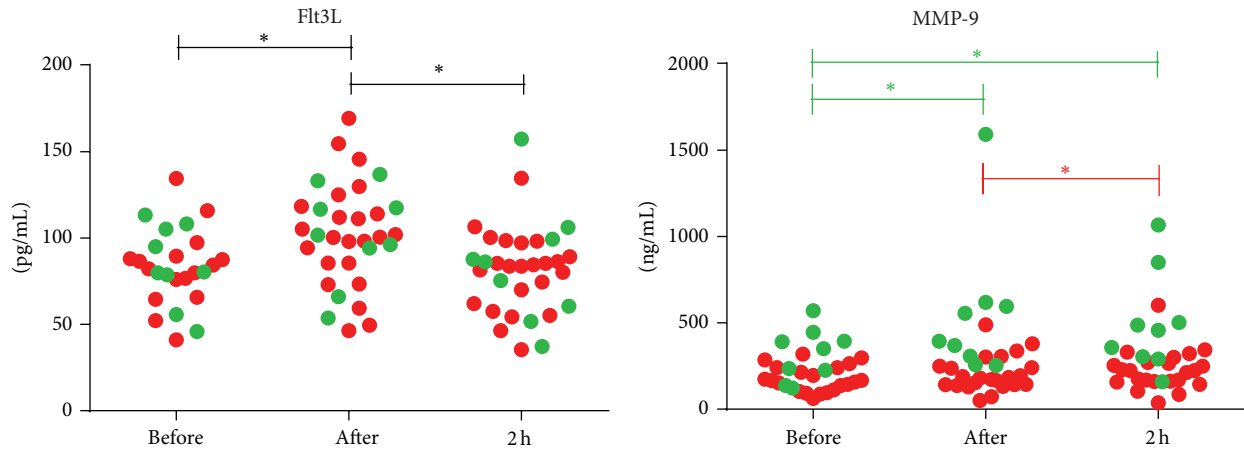 Flt3L
*
*
200
150
100
50
0
(pg/mL)
Before After 2 h
MMP-9
*
*
*
2000
1500
1000
500
0
(ng/mL)
Before After 2 h